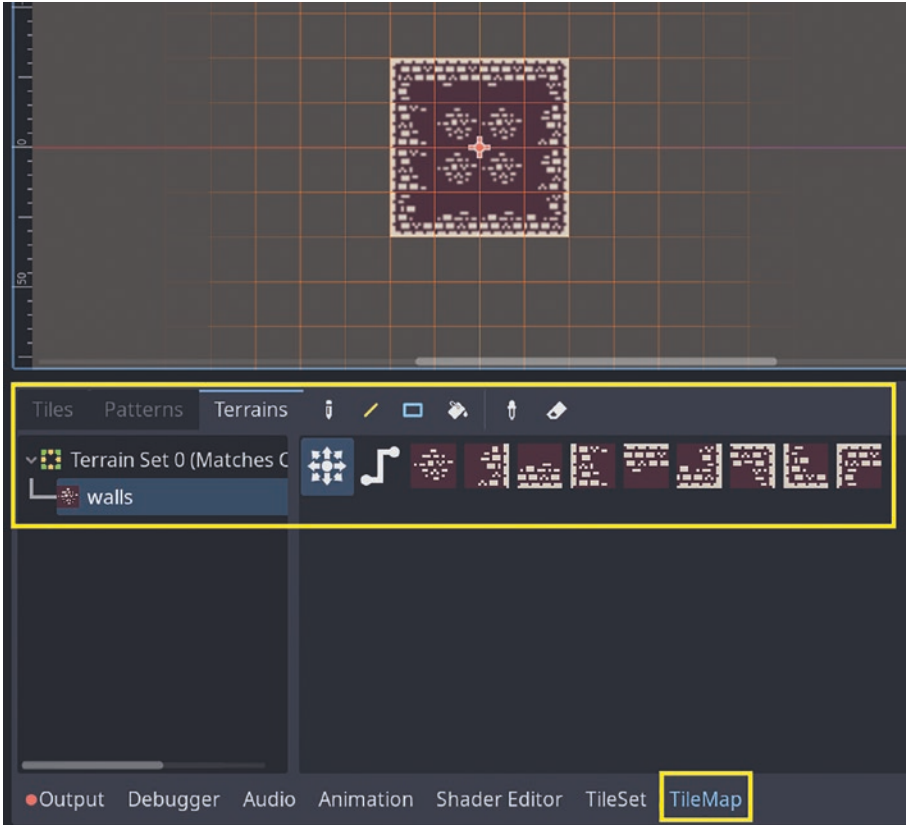 0
50
Tiles Patterns Terrains
Terrain Set 0 (Matches C
walls
Output Debugger Audio Animation Shader Editor TileSet TileMap